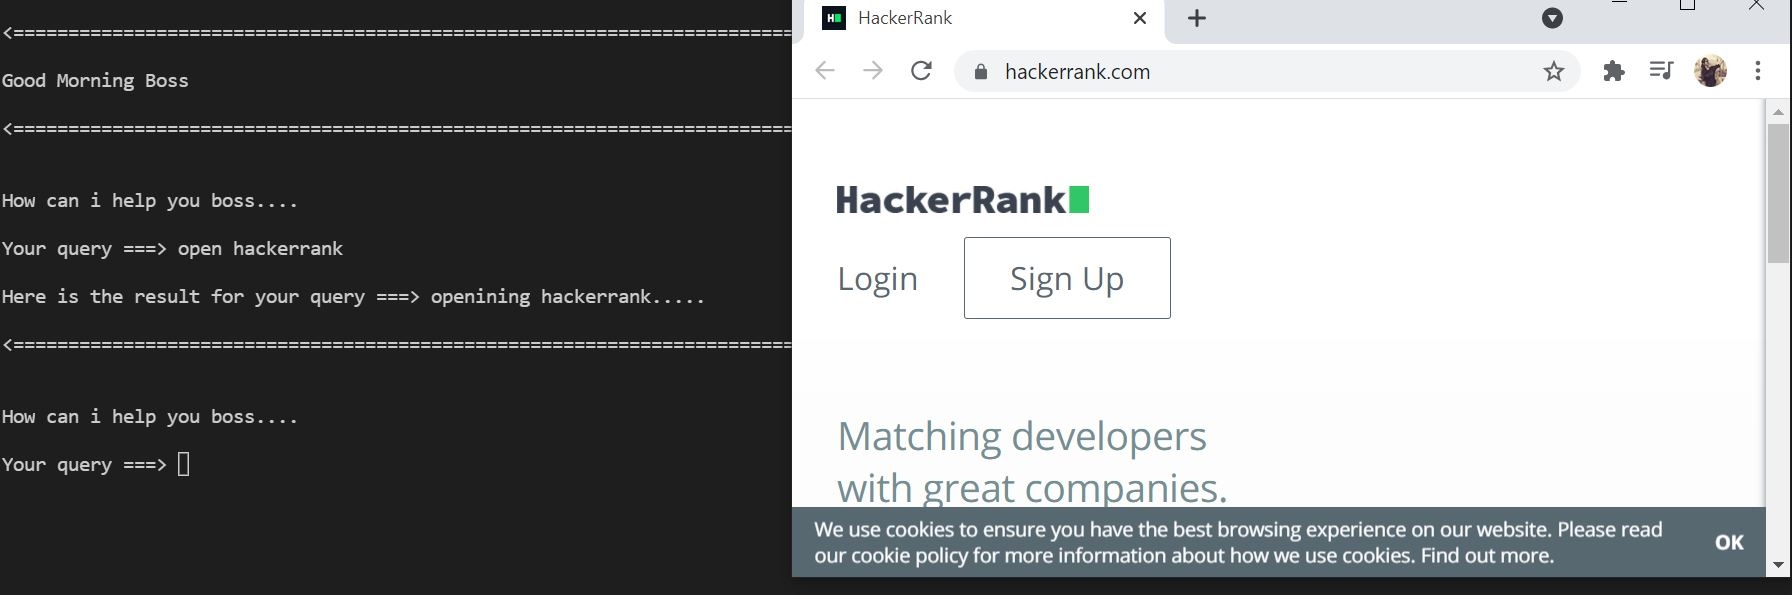 <=======================================================================
Good Morning Boss
<=======================================================================
How can i help you boss....
Your query ===> open hackerrank
Here is the result for your query ===> openining hackerrank.....
<=======================================================================
How can i help you boss....
Your query ===>
H
HackerRank
hackerrank.com
HackerRank
Login
Sign Up
Matching developers
with great companies.
We use cookies to ensure you have the best browsing experience on our website. Please read
our cookie policy for more information about how we use cookies. Find out more.
OK